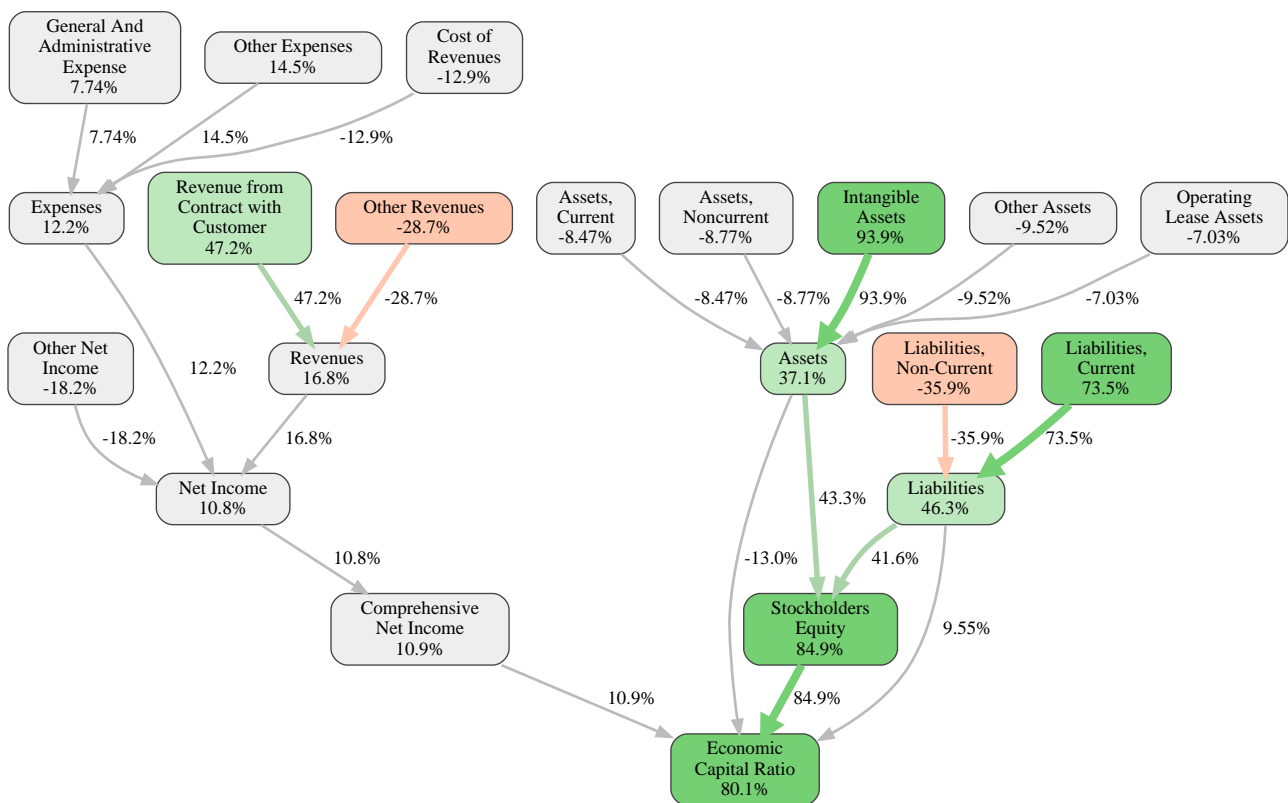 General And
Administrative
Expense
7.74%
Other Expenses
14.5%
Cost of
Revenues
-12.9%
7.74%
14.5%
-12.9%
Expenses
12.2%
Revenue from
Contract with
Customer
47.2%
Other Revenues
-28.7%
Assets,
Current
-8.47%
Assets,
Noncurrent
-8.77%
Intangible
Assets
93.9%
Other Assets
-9.52%
Operating
Lease Assets
-7.03%
47.2%
-28.7%
-8.47%
-8.77%
93.9%
-9.52%
-7.03%
Other Net
Income
-18.2%
Revenues
16.8%
Assets
37.1%
Liabilities,
Non-Current
-35.9%
Liabilities,
Current
73.5%
12.2%
-18.2%
16.8%
-35.9%
73.5%
Net Income
10.8%
43.3%
Liabilities
46.3%
10.8%
-13.0%
41.6%
Comprehensive
Net Income
10.9%
Stockholders
Equity
84.9%
9.55%
10.9%
84.9%
Economic
Capital Ratio
80.1%